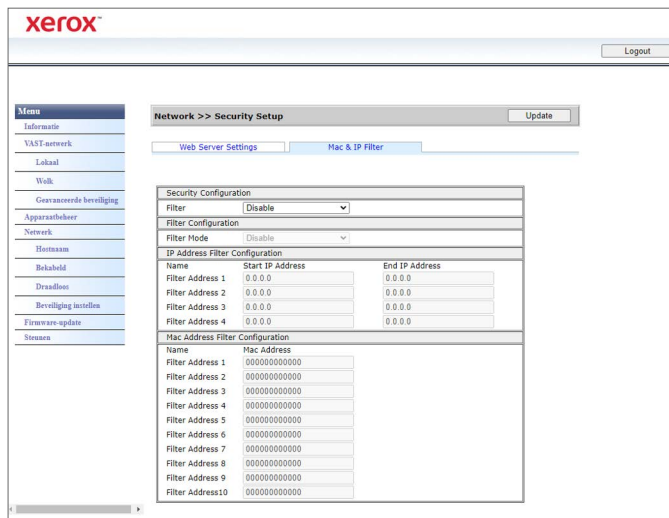 xerox™
Logout
Menu
Informatie
VAST-netwerk
Lokaal
Wolk
Geavanceerde beveiliging
Apparaatbeheer
Netwerk
Hostnaam
Bekabeld
Draadloos
Beveiliging instellen
Firmware-update
Steunen
Network >> Security Setup
Update
Web Server Settings Mac & IP Filter
Security Configuration
Filter Disable
Filter Configuration
Filter Mode Disable
IP Address Filter Configuration
Name Start IP Address End IP Address
Filter Address 1 0.0.0.0 0.0.0.0
Filter Address 2 0.0.0.0 0.0.0.0
Filter Address 3 0.0.0.0 0.0.0.0
Filter Address 4 0.0.0.0 0.0.0.0
Mac Address Filter Configuration
Name Mac Address
Filter Address 1 000000000000
Filter Address 2 000000000000
Filter Address 3 000000000000
Filter Address 4 000000000000
Filter Address 5 000000000000
Filter Address 6 000000000000
Filter Address 7 000000000000
Filter Address 8 000000000000
Filter Address 9 000000000000
Filter Address10 000000000000